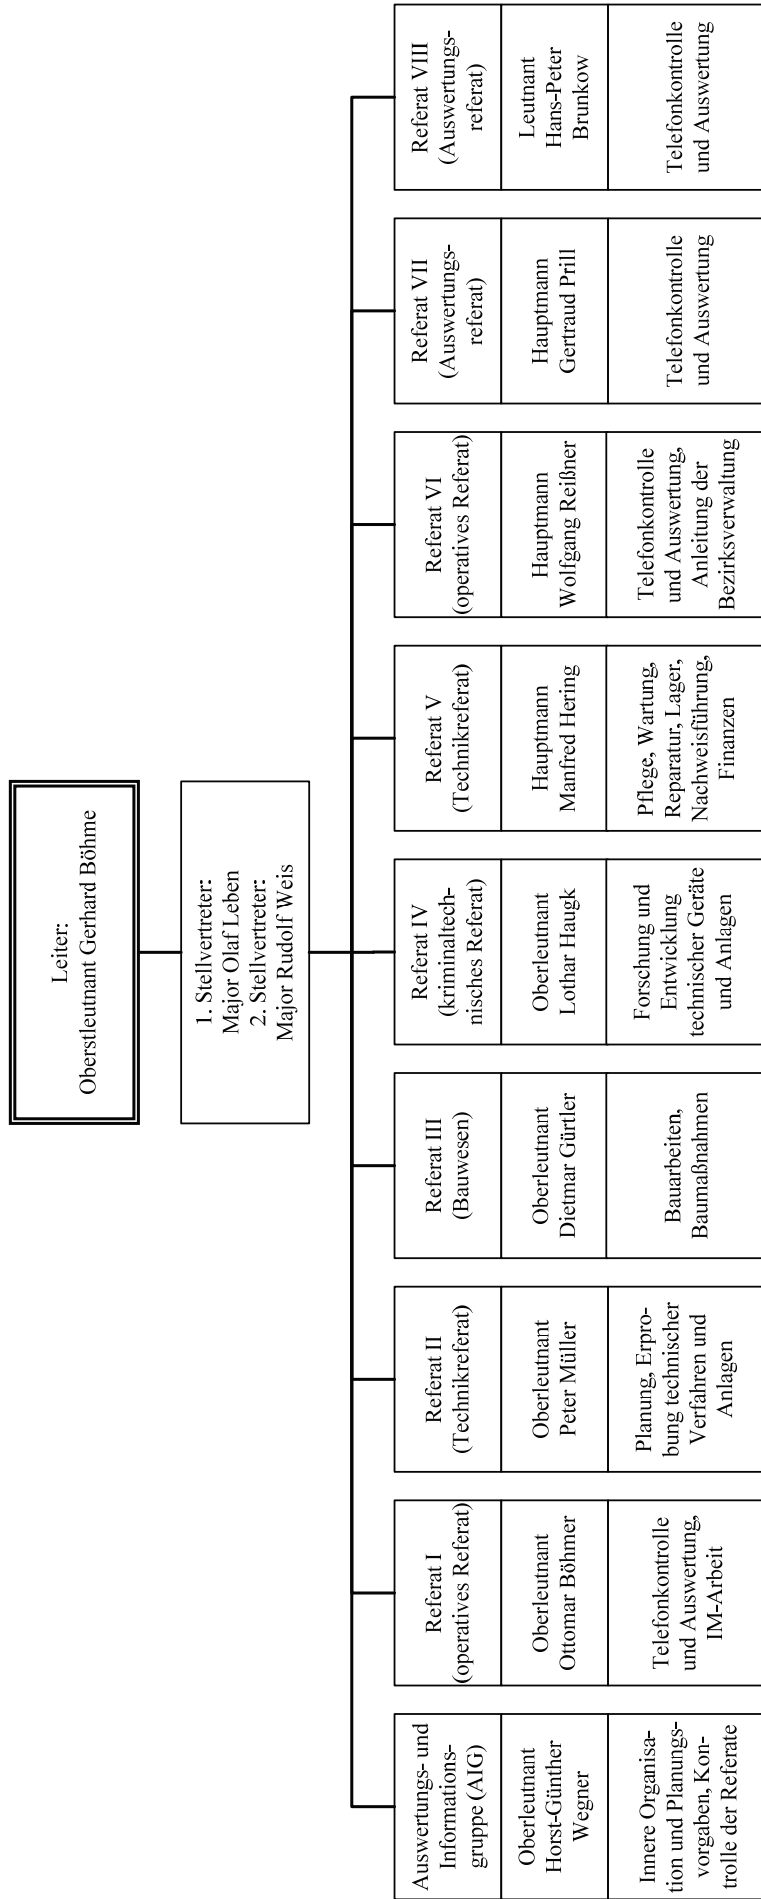 Leiter:
Oberstleutnant Gerhard Böhme
1. Stellvertreter:
Major Olaf Leben
2. Stellvertreter:
Major Rudolf Weis
Auswertungs- und
Informations-
gruppe (AIG)
Oberleutnant
Horst-Günther
Wegner
Innere Organisa-
tion und Planungs-
vorgaben, Kon-
trolle der Referate
Referat I
(operatives Referat)
Oberleutnant
Ottomar Böhmer
Telefonkontrolle
und Auswertung,
IM-Arbeit
Referat II
(Technikreferat)
Oberleutnant
Peter Müller
Planung, Erpro-
bung technischer
Verfahren und
Anlagen
Referat III
(Bauwesen)
Oberleutnant
Dietmar Gürtler
Bauarbeiten,
Baumaßnahmen
Referat IV
(kriminaltech-
nisches Referat)
Oberleutnant
Lothar Haugk
Forschung und
Entwicklung
technischer Geräte
und Anlagen
Referat V
(Technikreferat)
Hauptmann
Manfred Hering
Pflege, Wartung,
Reparatur, Lager,
Nachweisführung,
Finanzen
Referat VI
(operatives Referat)
Hauptmann
Wolfgang Reißner
Telefonkontrolle
und Auswertung,
Anleitung der
Bezirksverwaltung
Referat VII
(Auswertungs-
referat)
Hauptmann
Gertraud Prill
Telefonkontrolle
und Auswertung
Referat VIII
(Auswertungs-
referat)
Leutnant
Hans-Peter
Brunkow
Telefonkontrolle
und Auswertung